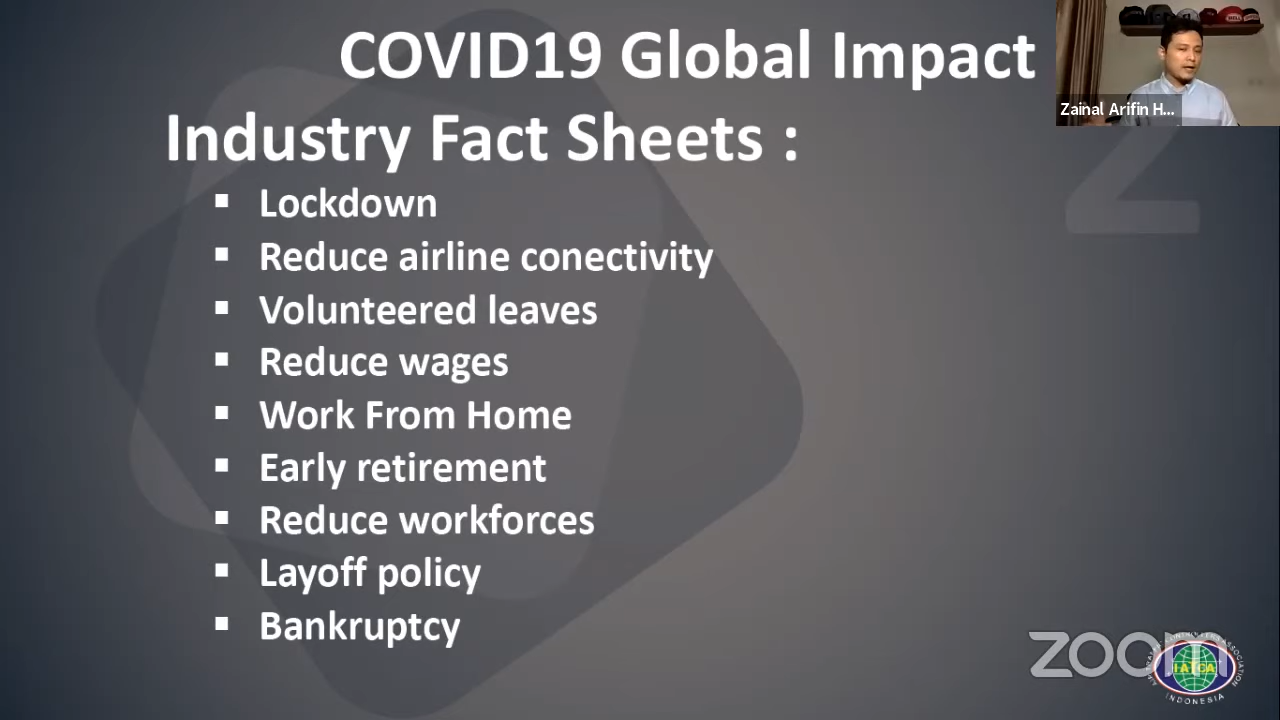 COVID19 Global Impact
Industry Fact Sheets :
Lockdown
Reduce airline conectivity
Volunteered leaves
Reduce wages
Work From Home
Early retirement
Reduce workforces
Layoff policy
Bankruptcy
Zainal Arifin H...
2
zoom
IATCA
INDONESIA